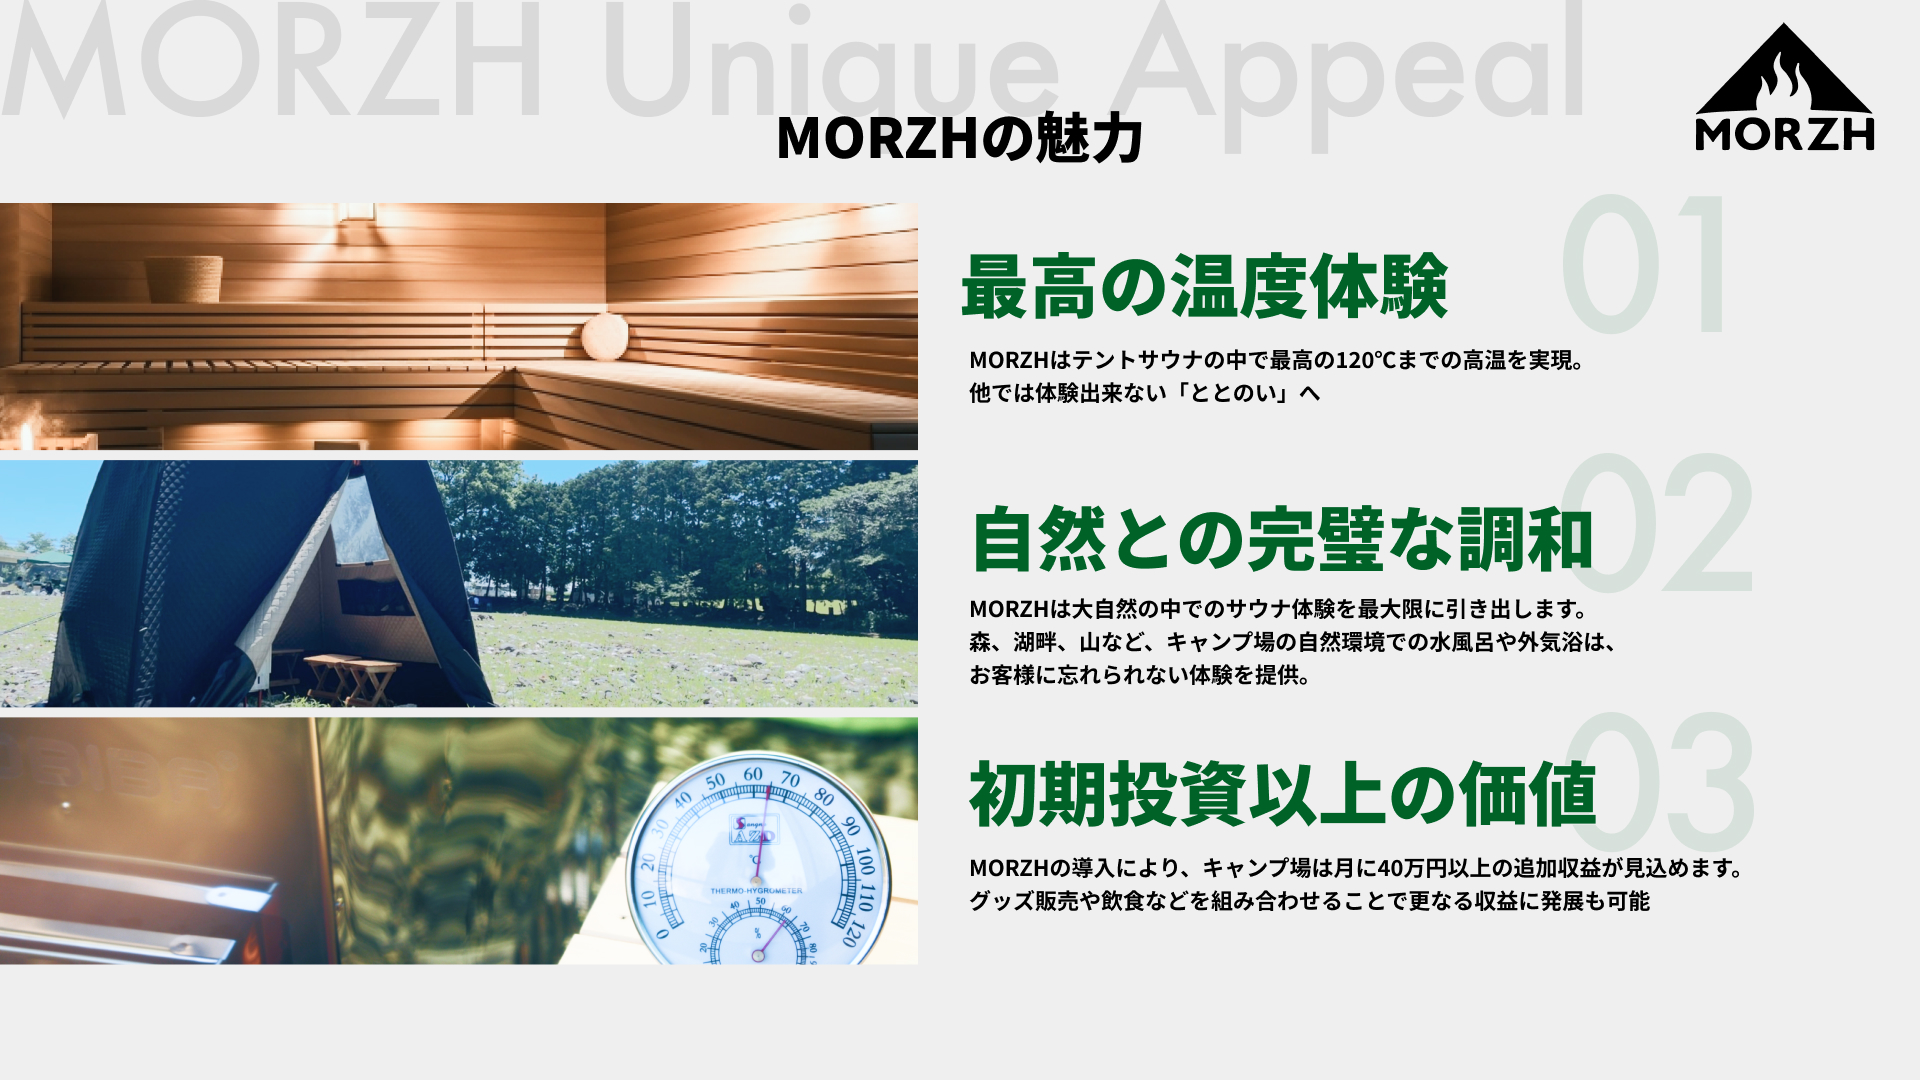 MORZH Unique Appeal
MORZHの魅力
MORZH
01
最高の温度体験
MORZHはテントサウナの中で最高の120℃までの高温を実現。
他では体験出来ない「ととのい」へ
02
自然との完璧な調和
MORZHは大自然の中でのサウナ体験を最大限に引き出します。
森、湖畔、山など、キャンプ場の自然環境での水風呂や外気浴は、
お客様に忘れられない体験を提供。
03
初期投資以上の価値
MORZHの導入により、キャンプ場は月に40万円以上の追加収益が見込めます。
グッズ販売や飲食などを組み合わせることで更なる収益に発展も可能
0 10 20 30 40 50 60 70 80 90 100 110 120
AZD
℃
THERMO-HYGROMETER
20 30 40 50 60 70 80
%